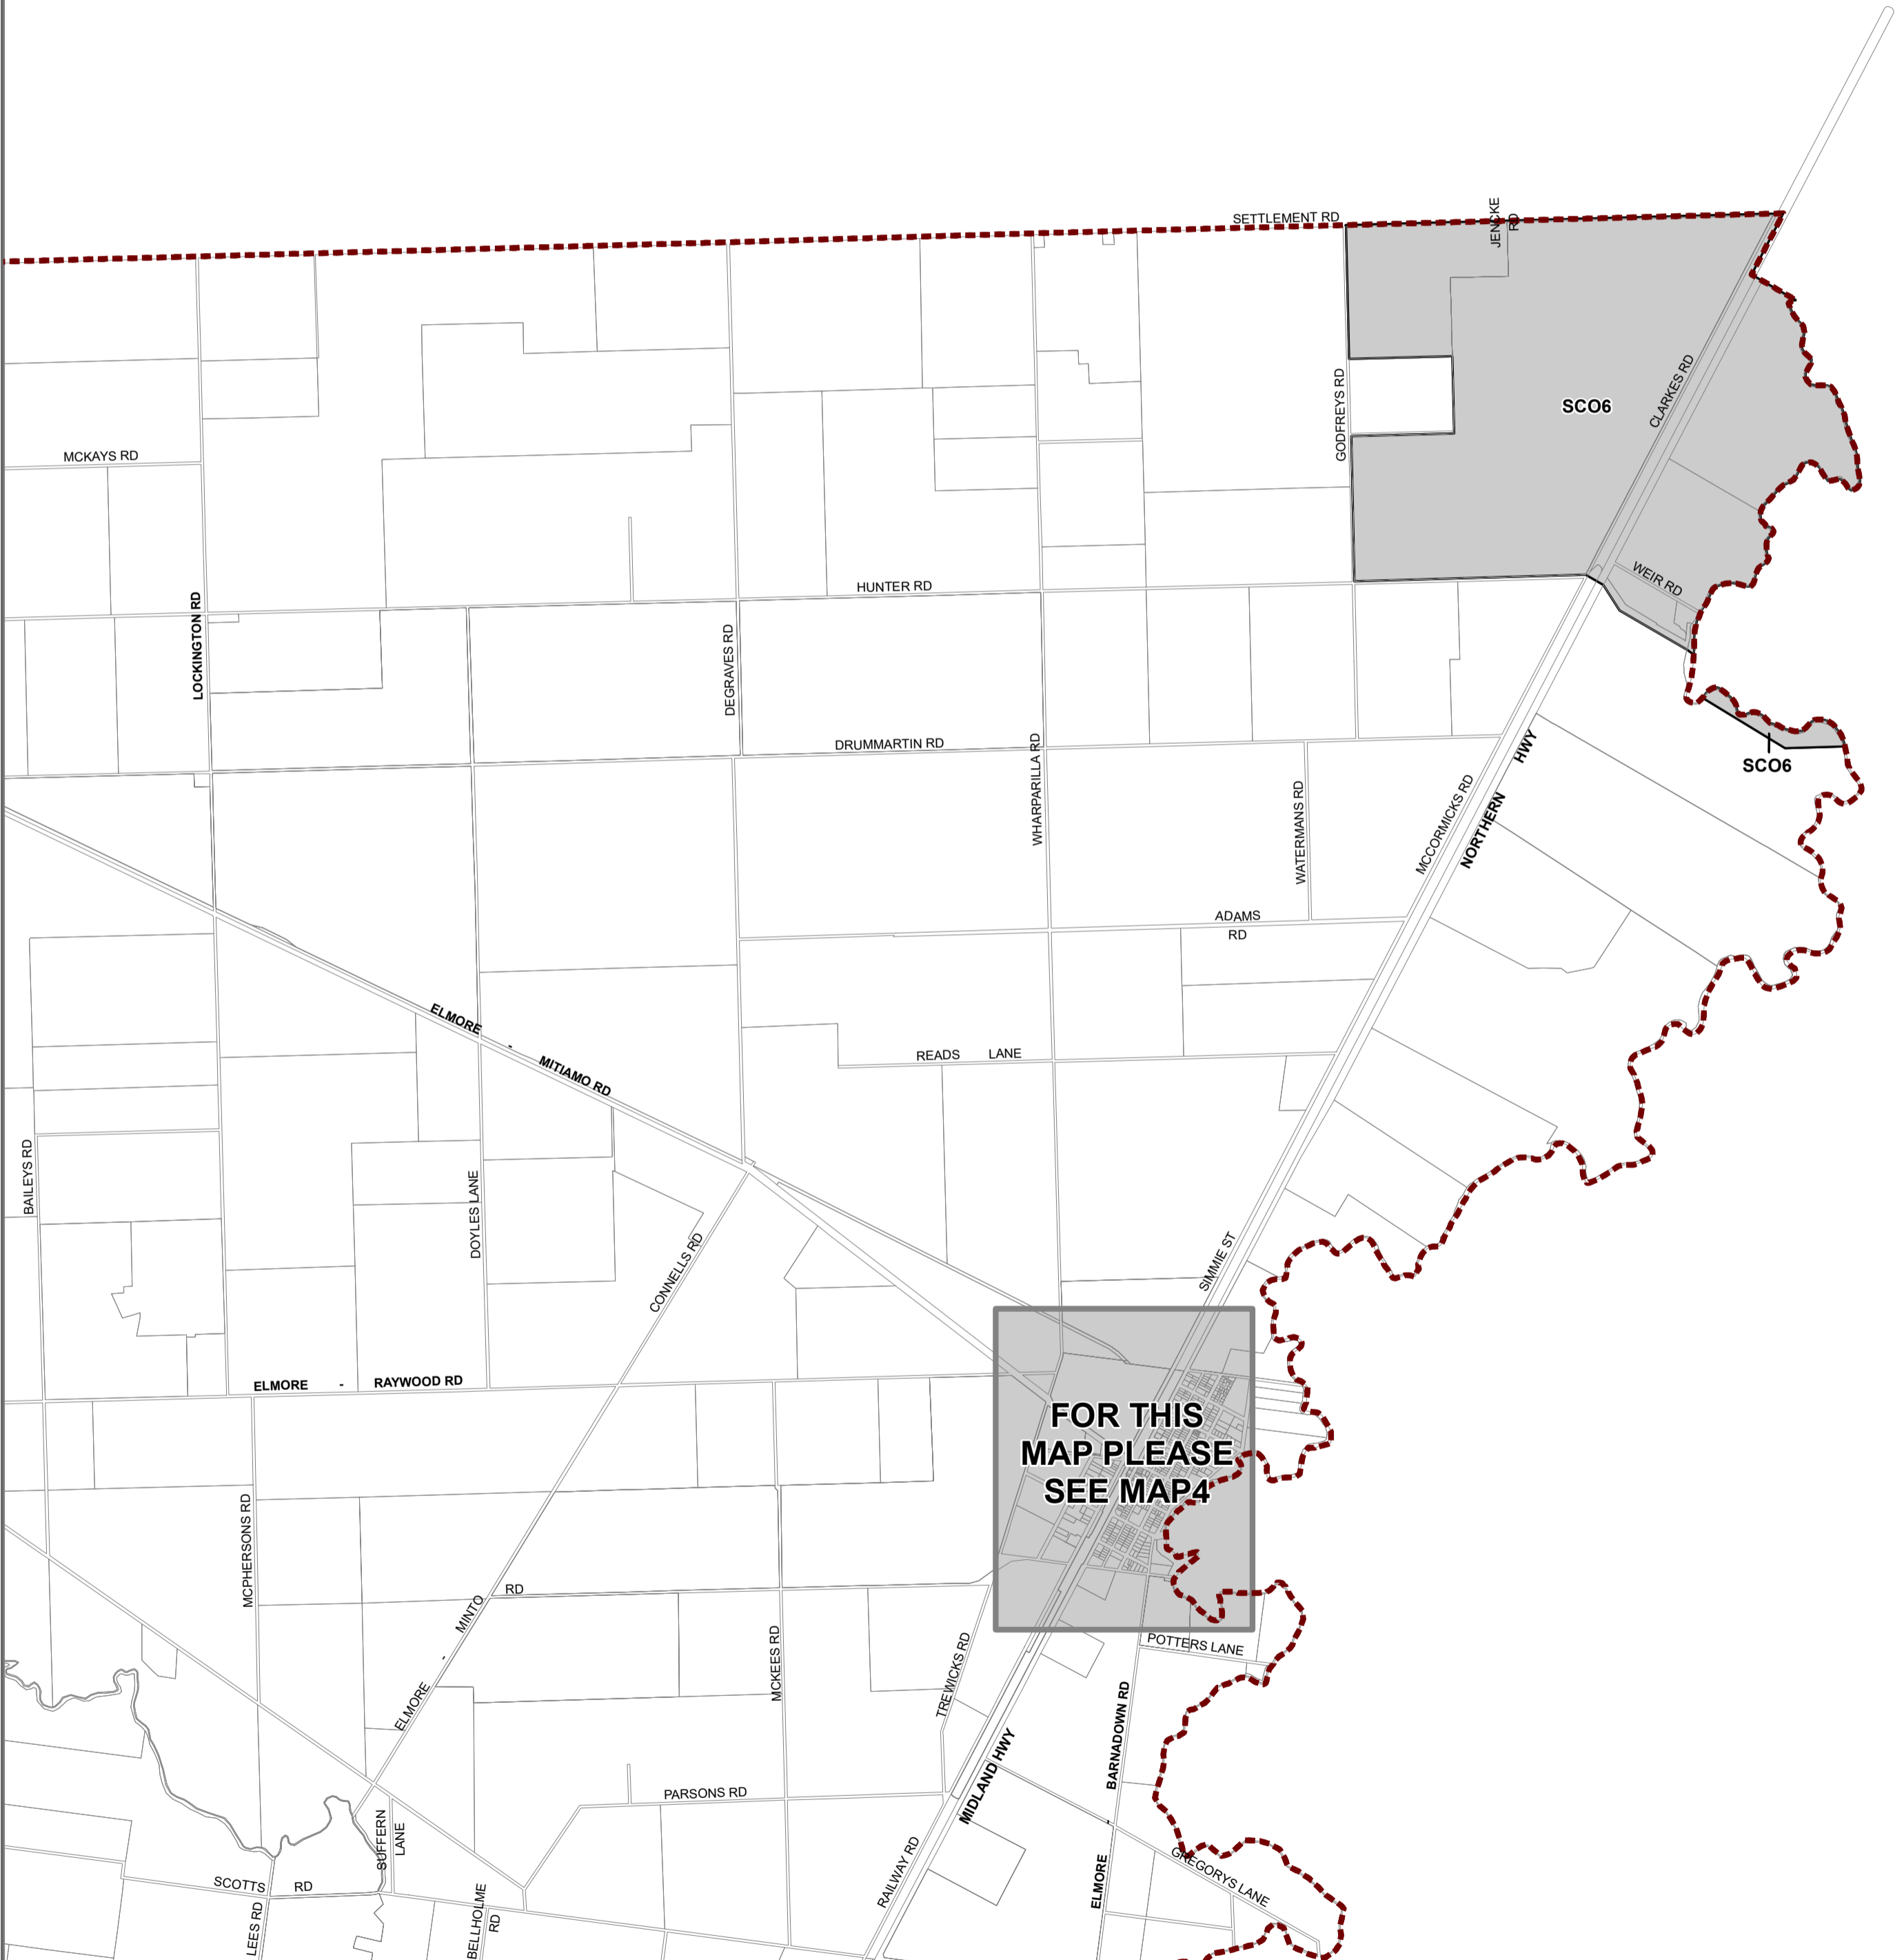 SETTLEMENT RD
JENCKE
RD
CLARKES RD
GODFREYS RD
SCO6
MCKAYS RD
HUNTER RD
WEIR RD
LOCKINGTON RD
DEGRAVES RD
DRUMMARTIN RD
WHARPARILLA RD
NORTHERN HWY
SCO6
WATERMANS RD
MCCORMICKS RD
ADAMS
RD
ELMORE - MITIAMO RD
READS LANE
BAILEYS RD
DOYLES LANE
CONNELLS RD
SIMMIE ST
ELMORE - RAYWOOD RD
FOR THIS
MAP PLEASE
SEE MAP4
MCPHERSONS RD
ELMORE - MINTO RD
MCKEES RD
TREWICKS RD
POTTERS LANE
ELMORE - BARNADOWN RD
MIDLAND HWY
PARSONS RD
SUFFERN
LANE
RAILWAY RD
GREGORYS LANE
SCOTTS RD
LEES RD
BELLHOLME
RD